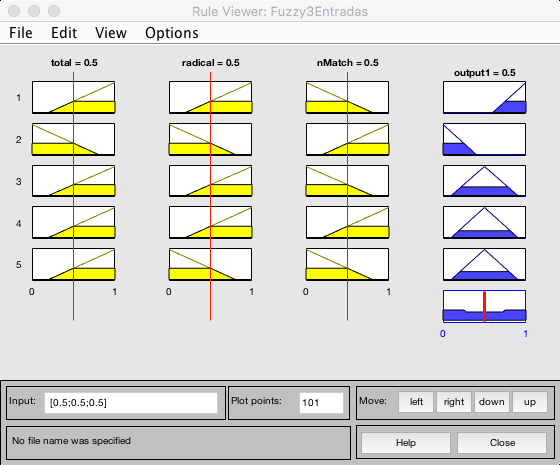 Rule Viewer: Fuzzy3Entradas
File Edit View Options
total = 0.5 radical = 0.5 nMatch = 0.5 output1 = 0.5
1
2
3
4
5
0 1 0 1 0 1
0 1
Input: [0.5;0.5;0.5] Plot points: 101 Move: left right down up
No file name was specified Help Close